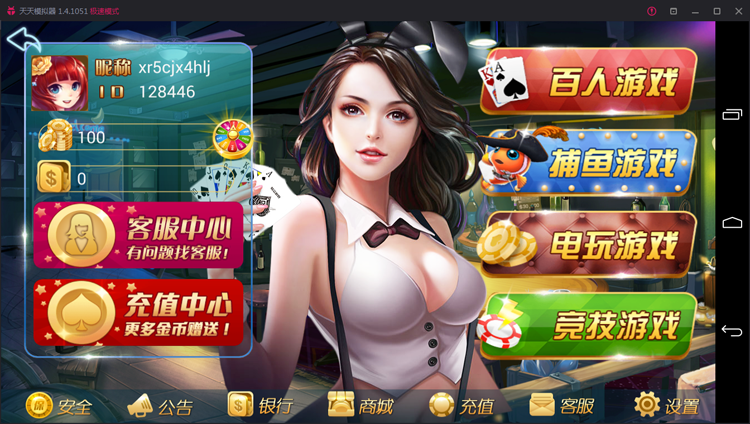 天天模拟器 1.4.1051 极速模式
昵称 xr5cjx4hlj
ID 128446
100
0
客服中心
有问题找客服!
充值中心
更多金币赠送!
K A
A
百人游戏
捕鱼游戏
电玩游戏
竞技游戏
保 安全 公告 银行 商城 充值 客服 设置